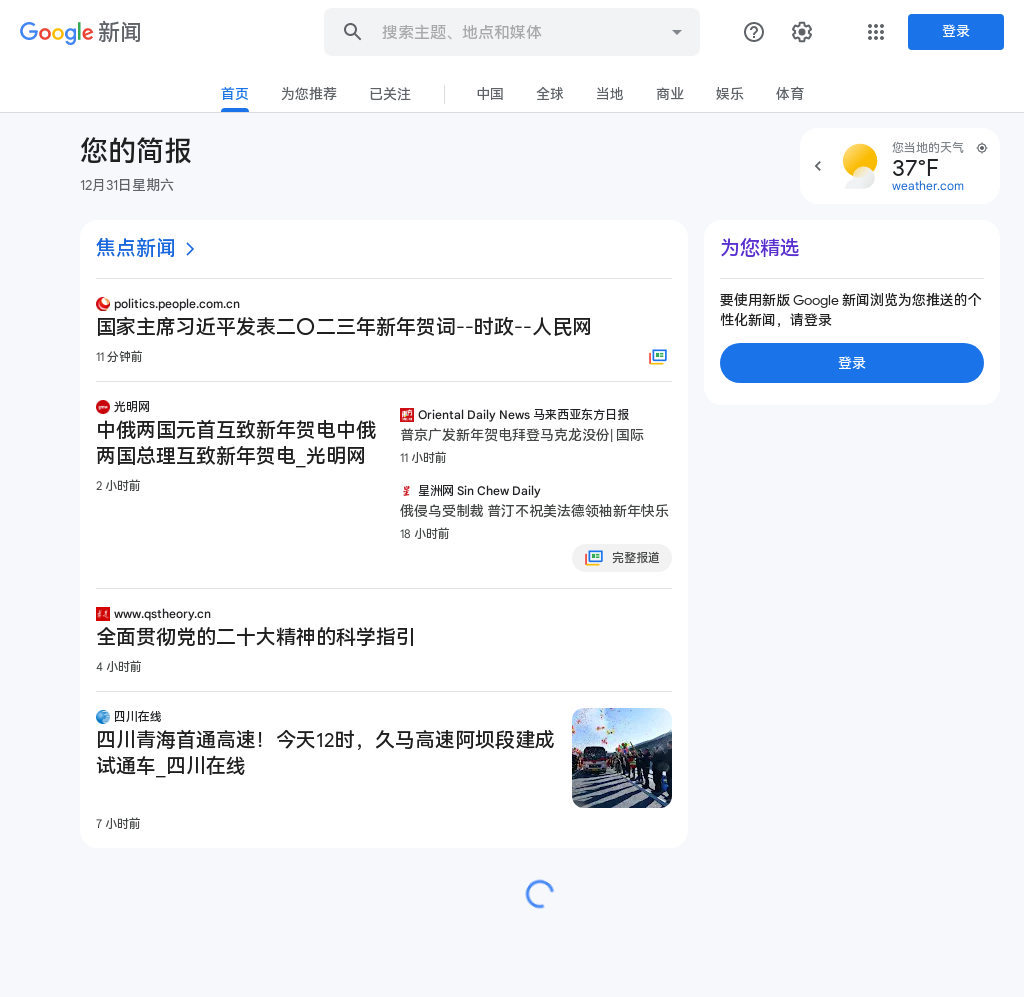 Google 新闻
搜索主题、地点和媒体
登录
首页
为您推荐
已关注
中国
全球
当地
商业
娱乐
体育
您的简报
12月31日星期六
您当地的天气
37°F
weather.com
焦点新闻
politics.people.com.cn
国家主席习近平发表二〇二三年新年贺词--时政--人民网
11 分钟前
光明网
中俄两国元首互致新年贺电中俄
两国总理互致新年贺电_光明网
2 小时前
Oriental Daily News 马来西亚东方日报
普京广发新年贺电拜登马克龙没份| 国际
11 小时前
星洲网 Sin Chew Daily
俄侵乌受制裁 普汀不祝美法德领袖新年快乐
18 小时前
完整报道
www.qstheory.cn
全面贯彻党的二十大精神的科学指引
4 小时前
四川在线
四川青海首通高速！今天12时，久马高速阿坝段建成
试通车_四川在线
7 小时前
为您精选
要使用新版 Google 新闻浏览为您推送的个
性化新闻，请登录
登录